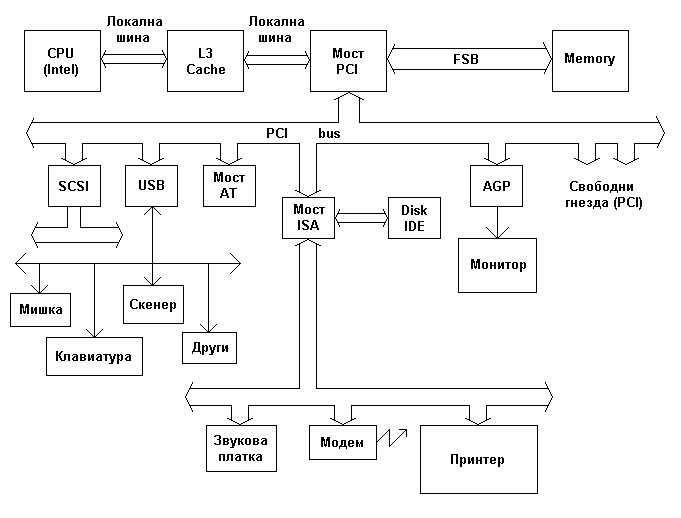 Локална
шина
Локална
шина
CPU
(Intel)
L3
Cache
Мост
PCI
FSB
Memory
PCI bus
SCSI
USB
Мост
AT
Мост
ISA
Disk
IDE
AGP
Свободни
гнезда (PCI)
Монитор
Мишка
Скенер
Клавиатура
Други
Звукова
платка
Модем
Принтер